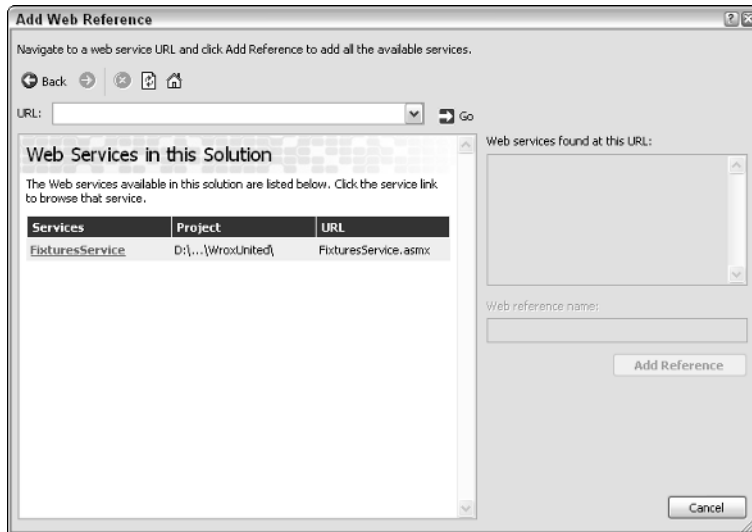 Add Web Reference
Navigate to a web service URL and click Add Reference to add all the available services.
Back
URL:
Go
Web Services in this Solution
The Web services available in this solution are listed below. Click the service link
to browse that service.
Services Project URL
FixturesService D:\...\WroxUnited\ FixturesService.asmx
Web services found at this URL:
Web reference name:
Add Reference
Cancel